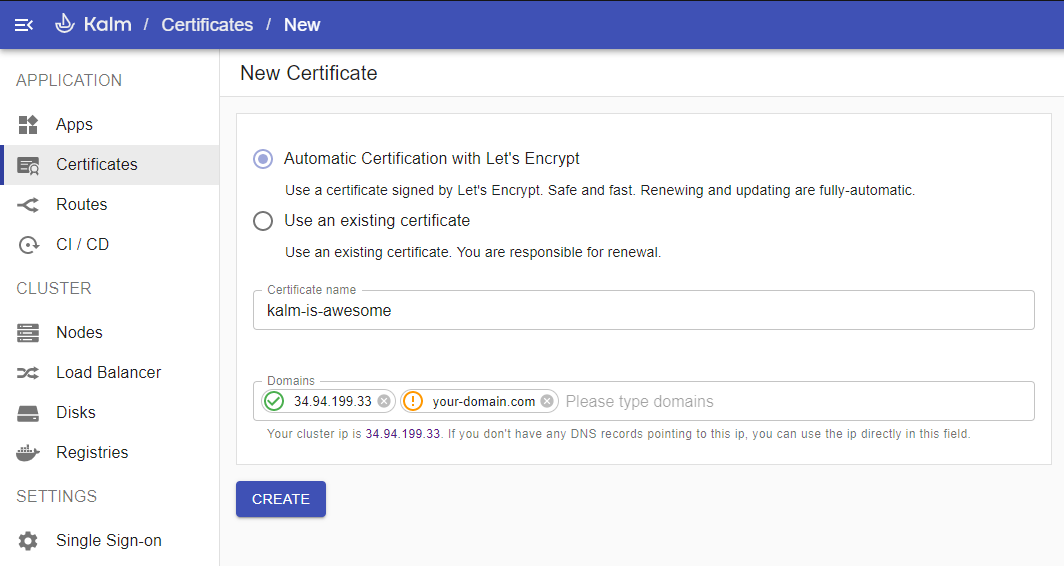 Kalm / Certificates / New
APPLICATION
Apps
Certificates
Routes
CI / CD
CLUSTER
Nodes
Load Balancer
Disks
Registries
SETTINGS
Single Sign-on
New Certificate
Automatic Certification with Let's Encrypt
Use a certificate signed by Let's Encrypt. Safe and fast. Renewing and updating are fully-automatic.
Use an existing certificate
Use an existing certificate. You are responsible for renewal.
Certificate name
kalm-is-awesome
Domains
34.94.199.33 your-domain.com Please type domains
Your cluster ip is 34.94.199.33. If you don't have any DNS records pointing to this ip, you can use the ip directly in this field.
CREATE